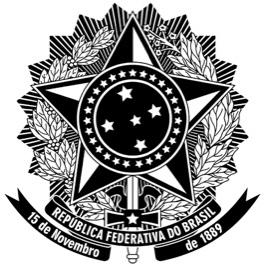 REPÚBLICA FEDERATIVA DO BRASIL
15 de Novembro
de 1889